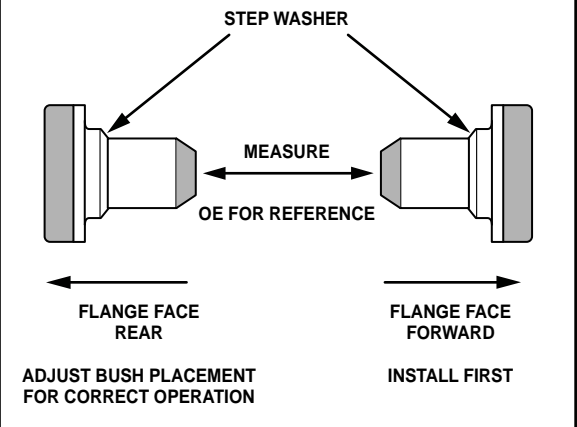 STEP WASHER
MEASURE
OE FOR REFERENCE
FLANGE FACE
REAR
FLANGE FACE
FORWARD
ADJUST BUSH PLACEMENT
FOR CORRECT OPERATION
INSTALL FIRST